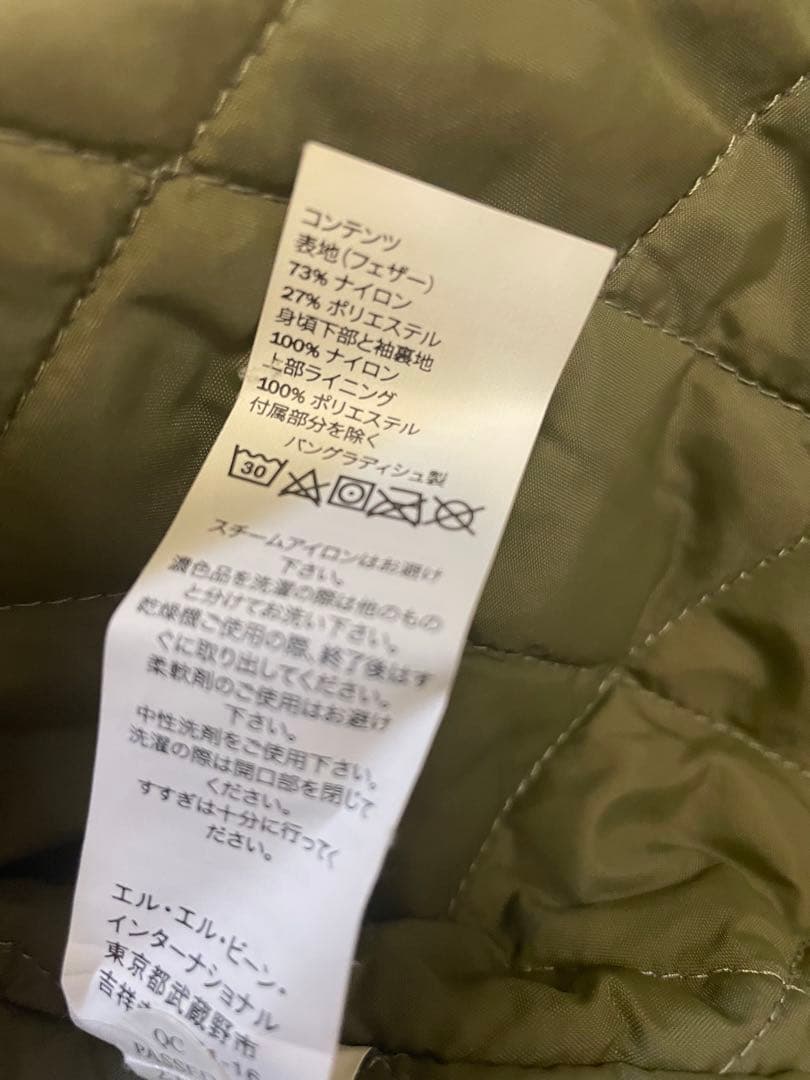 コンテンツ
表地(フェザー)
73% ナイロン
27% ポリエステル
身頃下部と袖裏地
100% ナイロン
上部ライニング
100% ポリエステル
付属部分を除く
バングラディシュ製
30
スチームアイロンはお避け
下さい。
濃色品を洗濯の際は他のもの
と分けてお洗い下さい。
乾燥機ご使用の際、終了後はす
ぐに取り出してください。
柔軟剤のご使用はお避け
下さい。
中性洗剤をご使用下さい。
洗濯の際は開口部を閉じて
ください。
すすぎは十分に行ってく
ださい。
エル・エル・ビーン・
インターナショナル
東京都武蔵野市
吉祥
-16
QC
PASSED